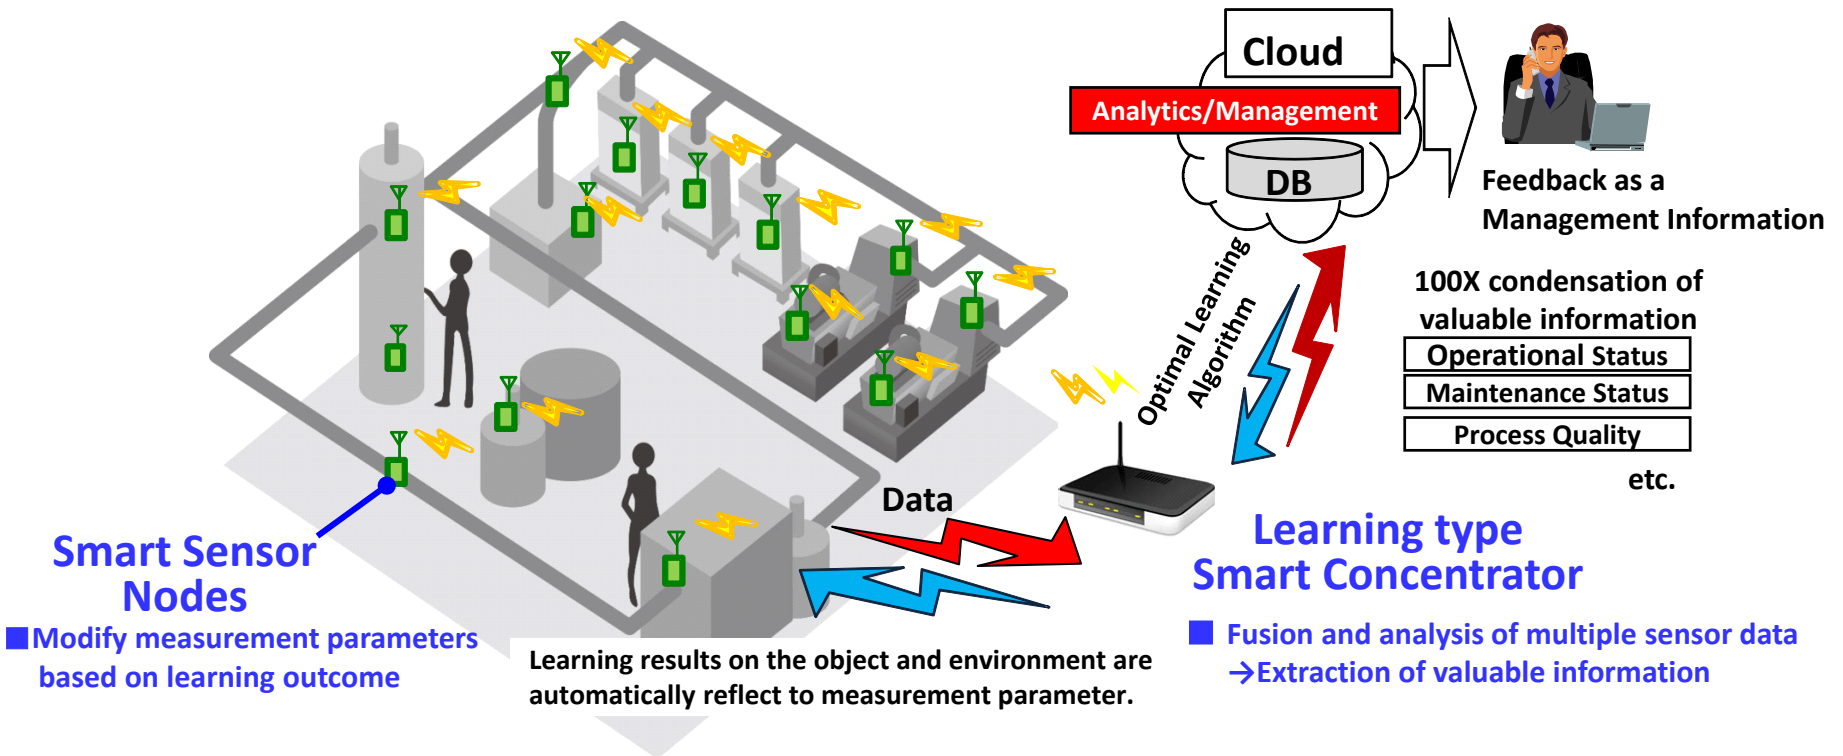 Cloud
Analytics/Management
DB
Feedback as a
Management Information
Optimal Learning
Algorithm
100X condensation of
valuable information
Operational Status
Maintenance Status
Process Quality
etc.
Data
Smart Sensor
Nodes
■Modify measurement parameters
based on learning outcome
Learning results on the object and environment are
automatically reflect to measurement parameter.
Learning type
Smart Concentrator
■ Fusion and analysis of multiple sensor data
→Extraction of valuable information